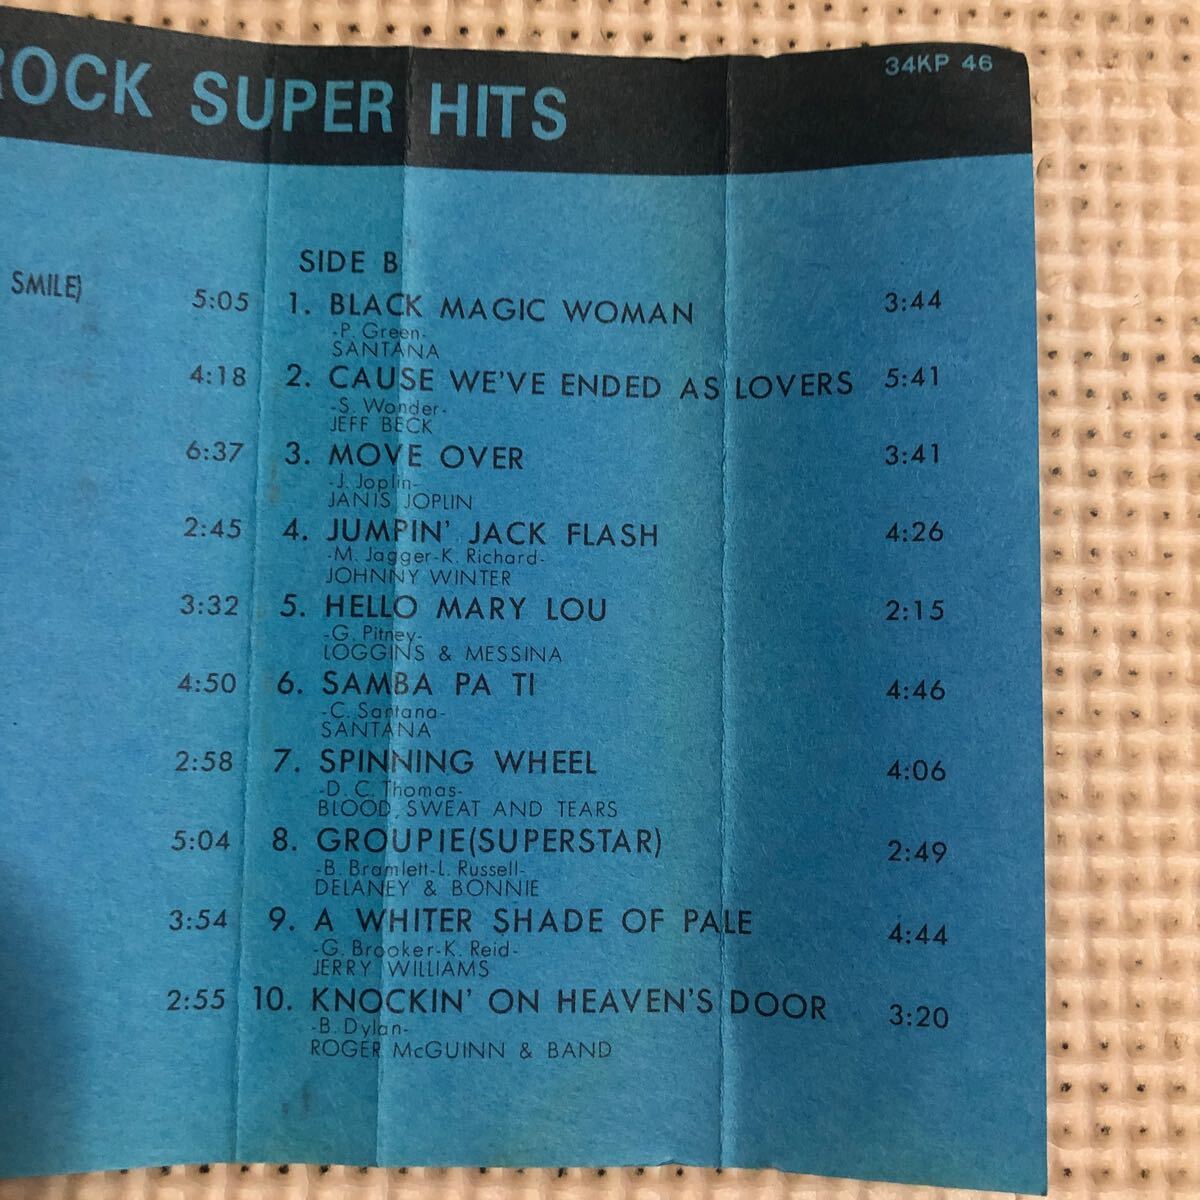 ROCK SUPER HITS
34KP 46
SMILE) 5:05
4:18
6:37
2:45
3:32
4:50
2:58
5:04
3:54
2:55
SIDE B
1. BLACK MAGIC WOMAN 3:44
-P. Green-
SANTANA
2. CAUSE WE'VE ENDED AS LOVERS 5:41
-S. Wonder-
JEFF BECK
3. MOVE OVER 3:41
-J. Joplin-
JANIS JOPLIN
4. JUMPIN' JACK FLASH 4:26
-M. Jagger-K. Richard-
JOHNNY WINTER
5. HELLO MARY LOU 2:15
-G. Pitney-
LOGGINS & MESSINA
6. SAMBA PA TI 4:46
-C. Santana-
SANTANA
7. SPINNING WHEEL 4:06
-D. C. Thomas-
BLOOD, SWEAT AND TEARS
8. GROUPIE(SUPERSTAR) 2:49
-B. Bramlett-L. Russell-
DELANEY & BONNIE
9. A WHITER SHADE OF PALE 4:44
-G. Brooker-K. Reid-
JERRY WILLIAMS
10. KNOCKIN' ON HEAVEN'S DOOR 3:20
-B. Dylan-
ROGER McGUINN & BAND